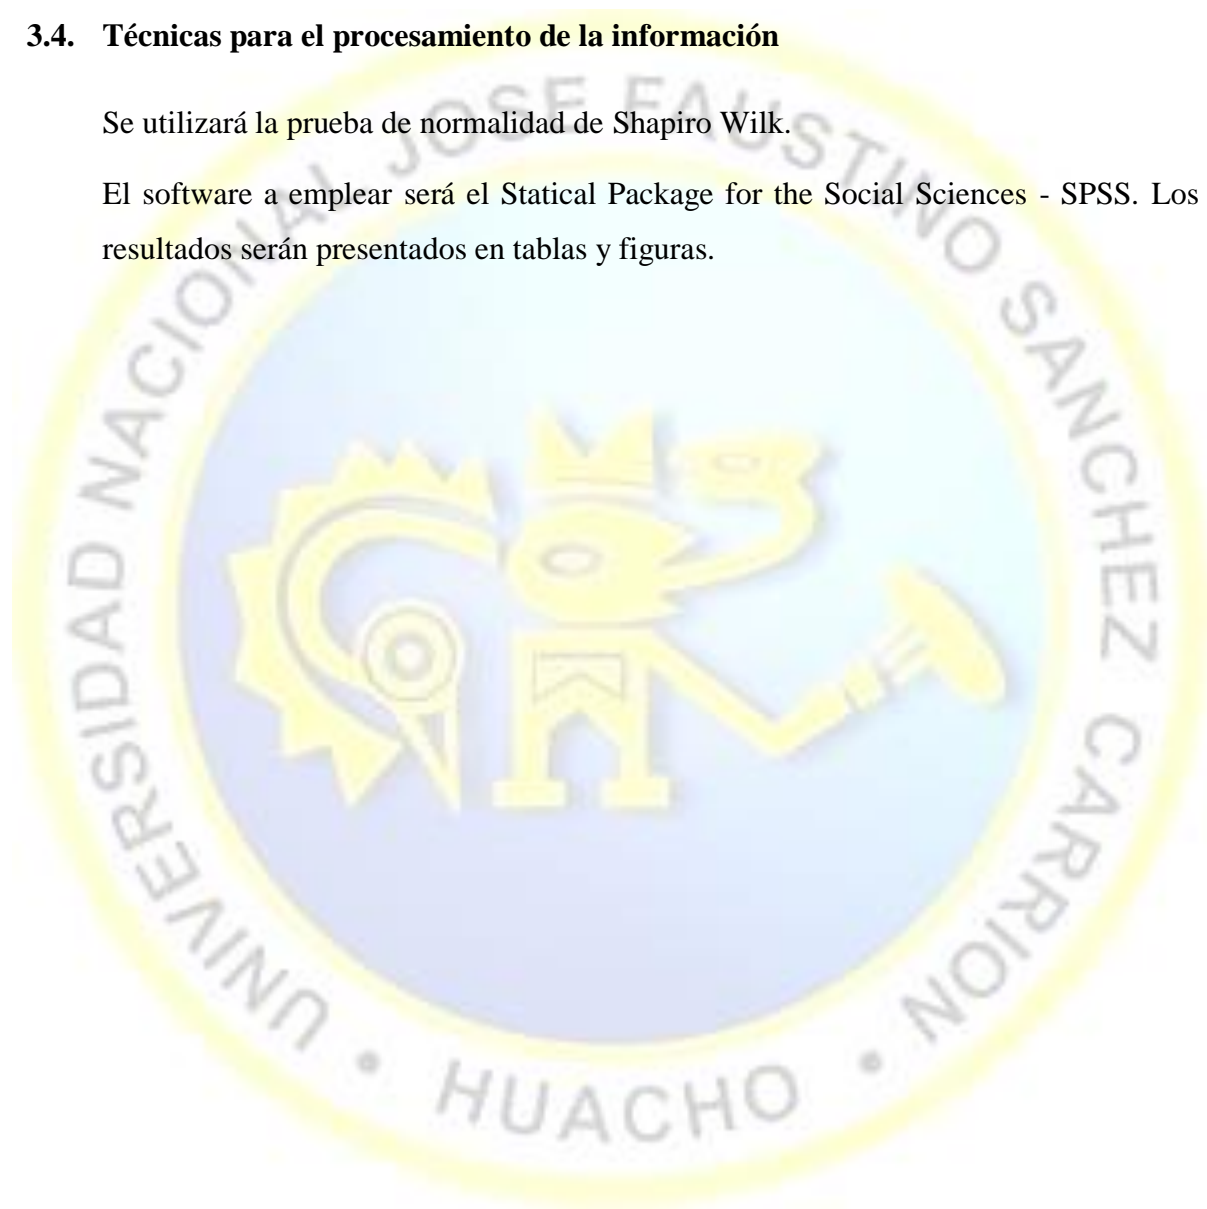 3.4. Técnicas para el procesamiento de la información
Se utilizará la prueba de normalidad de Shapiro Wilk.
El software a emplear será el Statical Package for the Social Sciences - SPSS. Los
resultados serán presentados en tablas y figuras.
UNIVERSIDAD NACIONAL JOSE FAUSTINO SANCHEZ CARRION
• HUACHO •